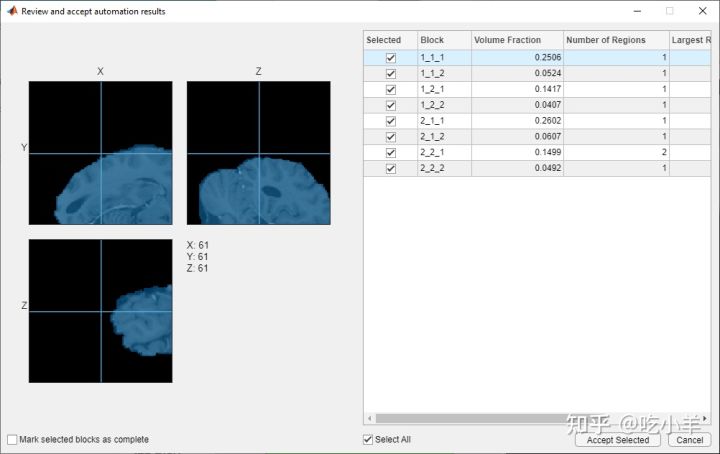 Review and accept automation results
X
Z
Y
Z
X: 61
Y: 61
Z: 61
Selected Block Volume Fraction Number of Regions Largest R
1_1_1 0.2506 1
1_1_2 0.0524 1
1_2_1 0.1417 1
1_2_2 0.0407 1
2_1_1 0.2602 1
2_1_2 0.0607 1
2_2_1 0.1499 2
2_2_2 0.0492 1
Mark selected blocks as complete
Select All
Accept Selected
Cancel
知乎 @吃小羊